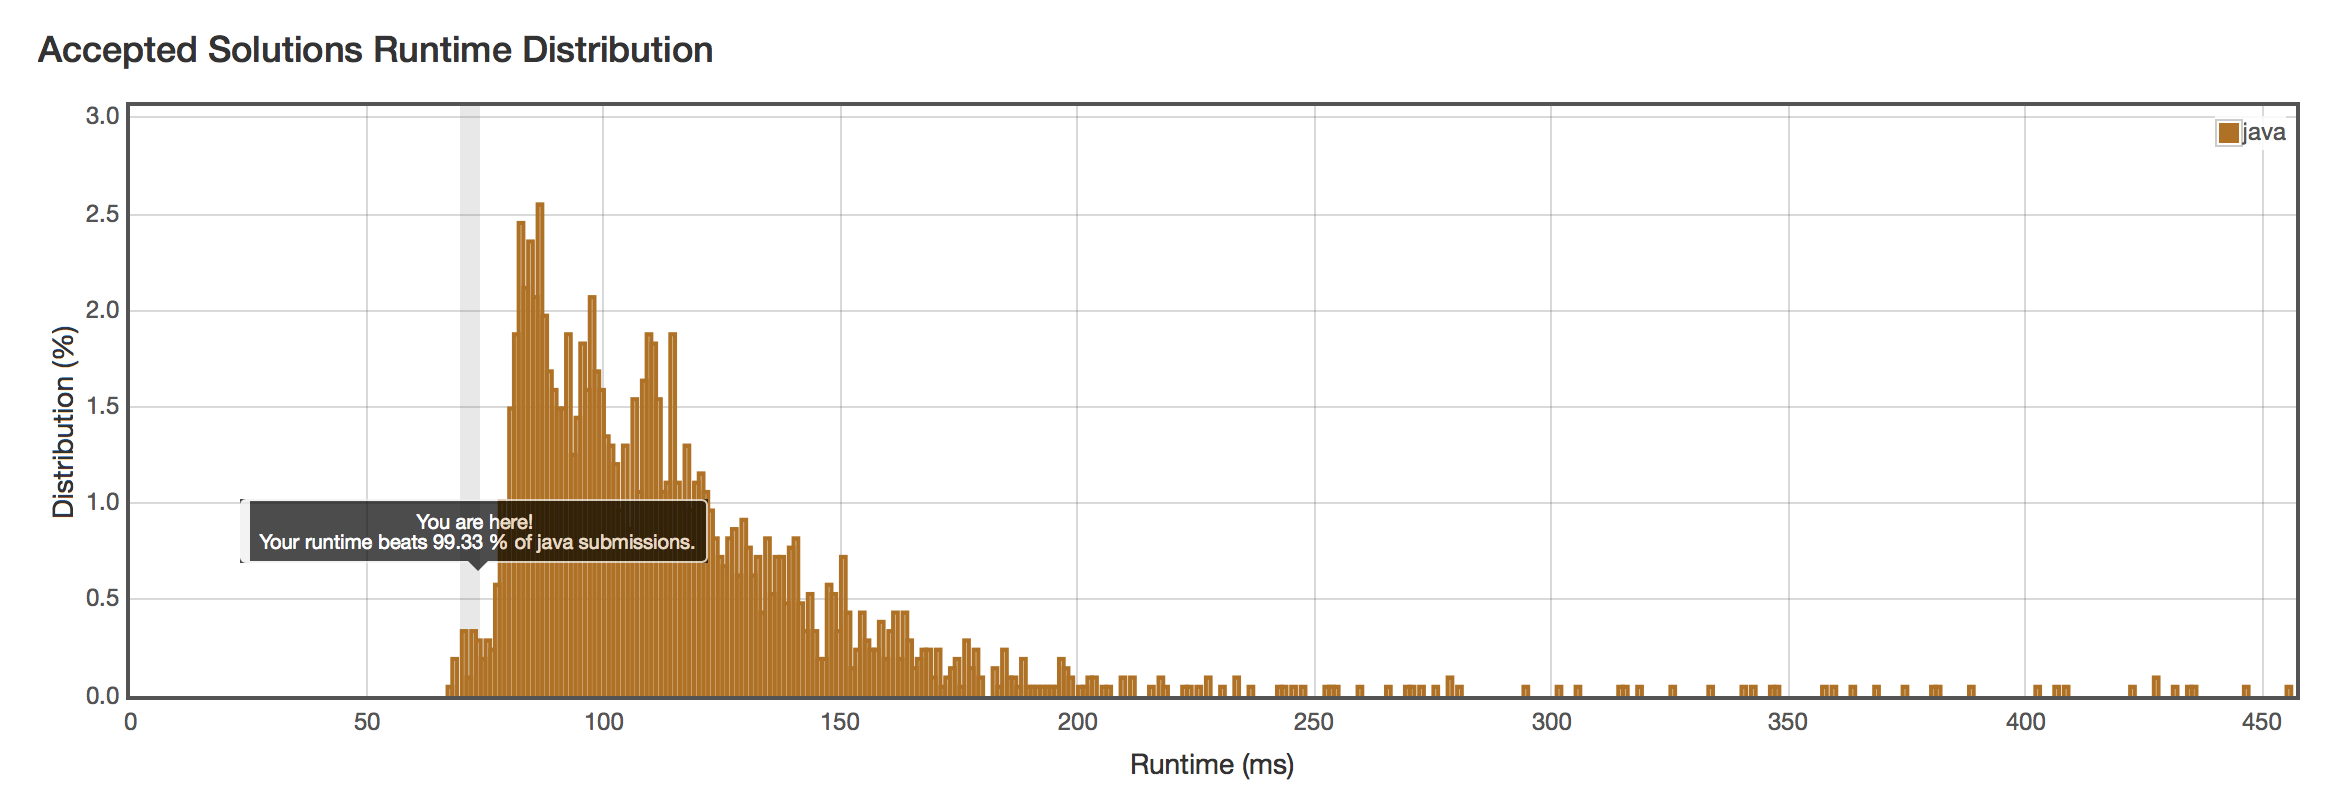 Accepted Solutions Runtime Distribution
3.0
2.5
2.0
1.5
1.0
0.5
0.0
Distribution (%)
java
You are here!
Your runtime beats 99.33 % of java submissions.
0 50 100 150 200 250 300 350 400 450
Runtime (ms)